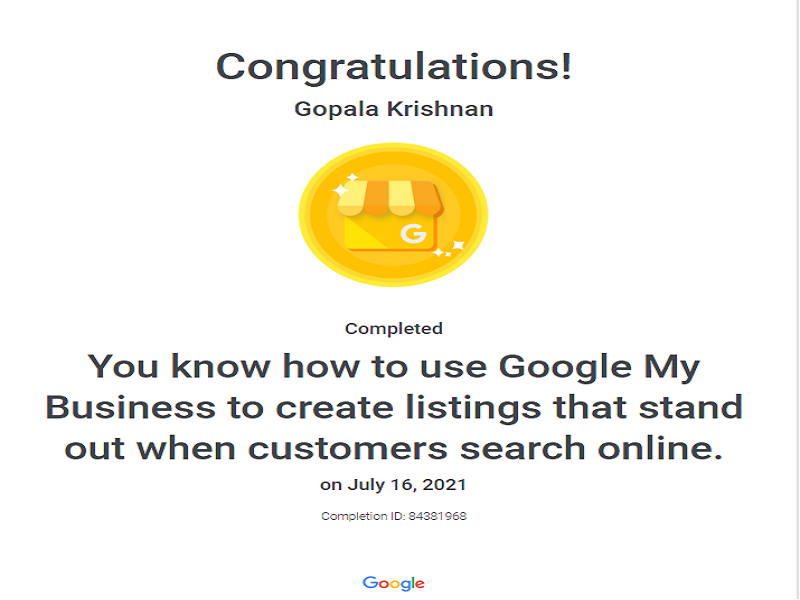 Congratulations!
Gopala Krishnan
G
Completed
You know how to use Google My
Business to create listings that stand
out when customers search online.
on July 16, 2021
Completion ID: 84381968
Google